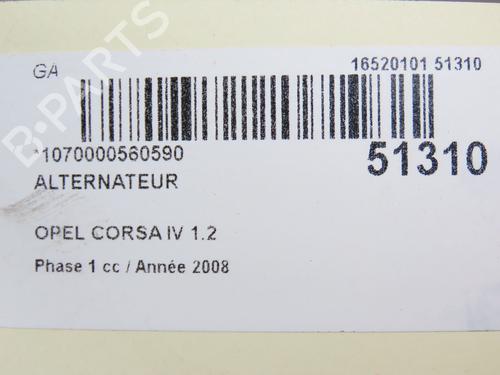 GA 16520101 51310
*1070000560590 51310
ALTERNATEUR
OPEL CORSA IV 1.2
Phase 1 cc / Année 2008
B-PARTS